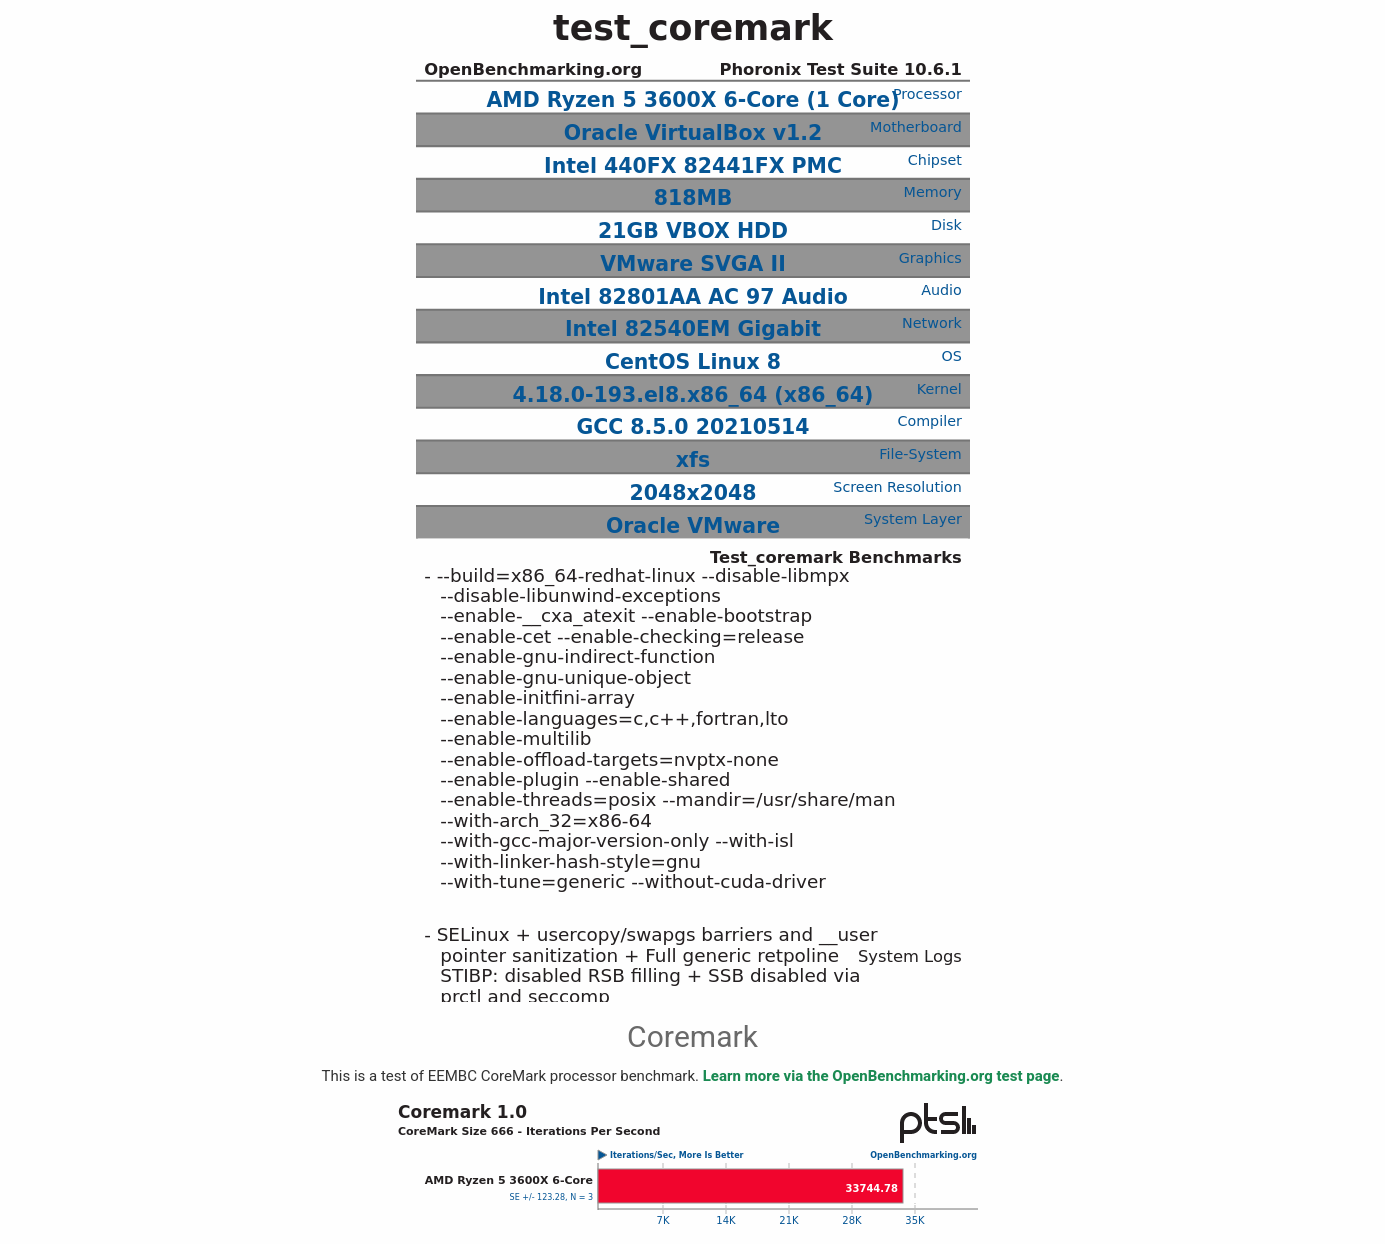 test_coremark
OpenBenchmarking.org Phoronix Test Suite 10.6.1
AMD Ryzen 5 3600X 6-Core (1 Core) Processor
Oracle VirtualBox v1.2 Motherboard
Intel 440FX 82441FX PMC Chipset
818MB Memory
21GB VBOX HDD Disk
VMware SVGA II Graphics
Intel 82801AA AC 97 Audio Audio
Intel 82540EM Gigabit Network
CentOS Linux 8 OS
4.18.0-193.el8.x86_64 (x86_64) Kernel
GCC 8.5.0 20210514 Compiler
xfs File-System
2048x2048 Screen Resolution
Oracle VMware System Layer
Test_coremark Benchmarks
- --build=x86_64-redhat-linux --disable-libmpx
--disable-libunwind-exceptions
--enable-__cxa_atexit --enable-bootstrap
--enable-cet --enable-checking=release
--enable-gnu-indirect-function
--enable-gnu-unique-object
--enable-initfini-array
--enable-languages=c,c++,fortran,lto
--enable-multilib
--enable-offload-targets=nvptx-none
--enable-plugin --enable-shared
--enable-threads=posix --mandir=/usr/share/man
--with-arch_32=x86-64
--with-gcc-major-version-only --with-isl
--with-linker-hash-style=gnu
--with-tune=generic --without-cuda-driver
- SELinux + usercopy/swapgs barriers and __user
pointer sanitization + Full generic retpoline System Logs
STIBP: disabled RSB filling + SSB disabled via
prctl and seccomp
Coremark
This is a test of EEMBC CoreMark processor benchmark. Learn more via the OpenBenchmarking.org test page.
Coremark 1.0
CoreMark Size 666 - Iterations Per Second
pts
Iterations/Sec, More Is Better OpenBenchmarking.org
AMD Ryzen 5 3600X 6-Core
33744.78
SE +/- 123.28, N = 3
7K 14K 21K 28K 35K